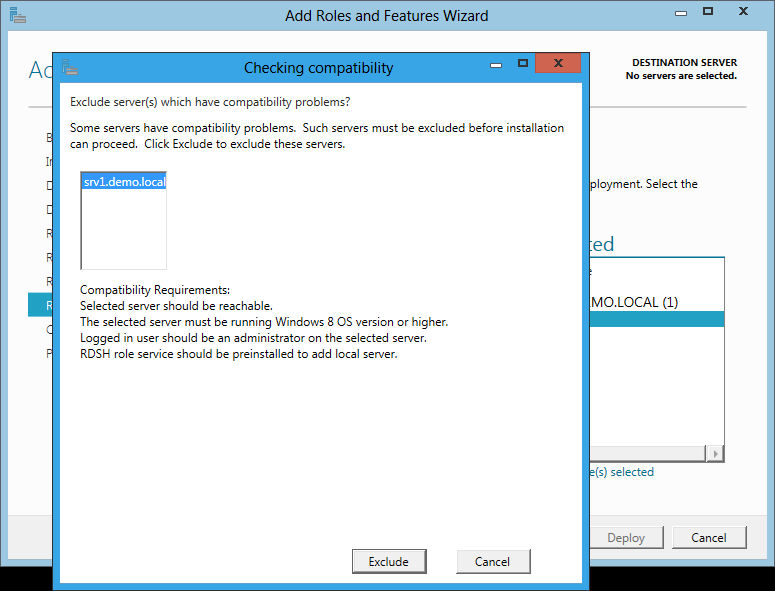 Add Roles and Features Wizard
DESTINATION SERVER
No servers are selected.
Checking compatibility
Exclude server(s) which have compatibility problems?
Some servers have compatibility problems. Such servers must be excluded before installation
can proceed. Click Exclude to exclude these servers.
srv1.demo.local
Compatibility Requirements:
Selected server should be reachable.
The selected server must be running Windows 8 OS version or higher.
Logged in user should be an administrator on the selected server.
RDSH role service should be preinstalled to add local server.
Exclude
Cancel
ployment. Select the
ted
MO.LOCAL (1)
e(s) selected
Deploy
Cancel